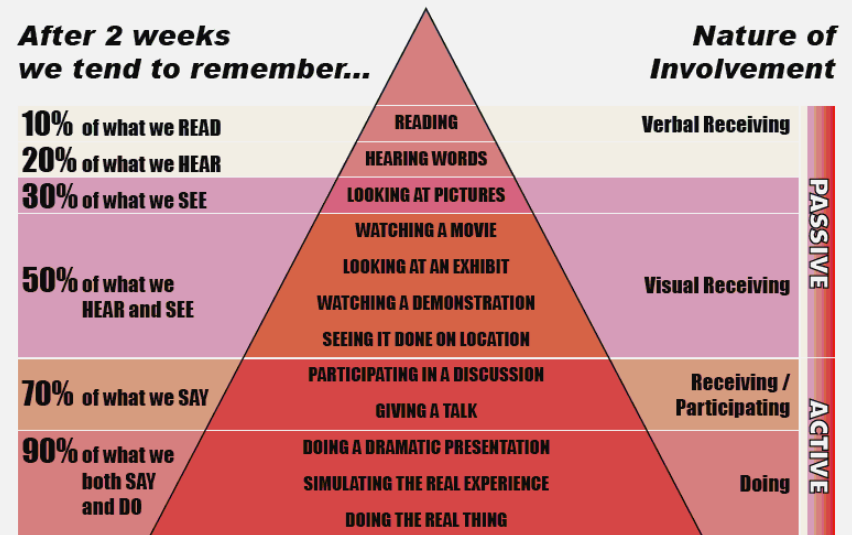 After 2 weeks
we tend to remember...
Nature of
Involvement
10% of what we READ
READING
Verbal Receiving
20% of what we HEAR
HEARING WORDS
30% of what we SEE
LOOKING AT PICTURES
PASSIVE
50% of what we
HEAR and SEE
WATCHING A MOVIE
LOOKING AT AN EXHIBIT
WATCHING A DEMONSTRATION
SEEING IT DONE ON LOCATION
Visual Receiving
70% of what we SAY
PARTICIPATING IN A DISCUSSION
GIVING A TALK
Receiving /
Participating
ACTIVE
90% of what we
both SAY
and DO
DOING A DRAMATIC PRESENTATION
SIMULATING THE REAL EXPERIENCE
DOING THE REAL THING
Doing